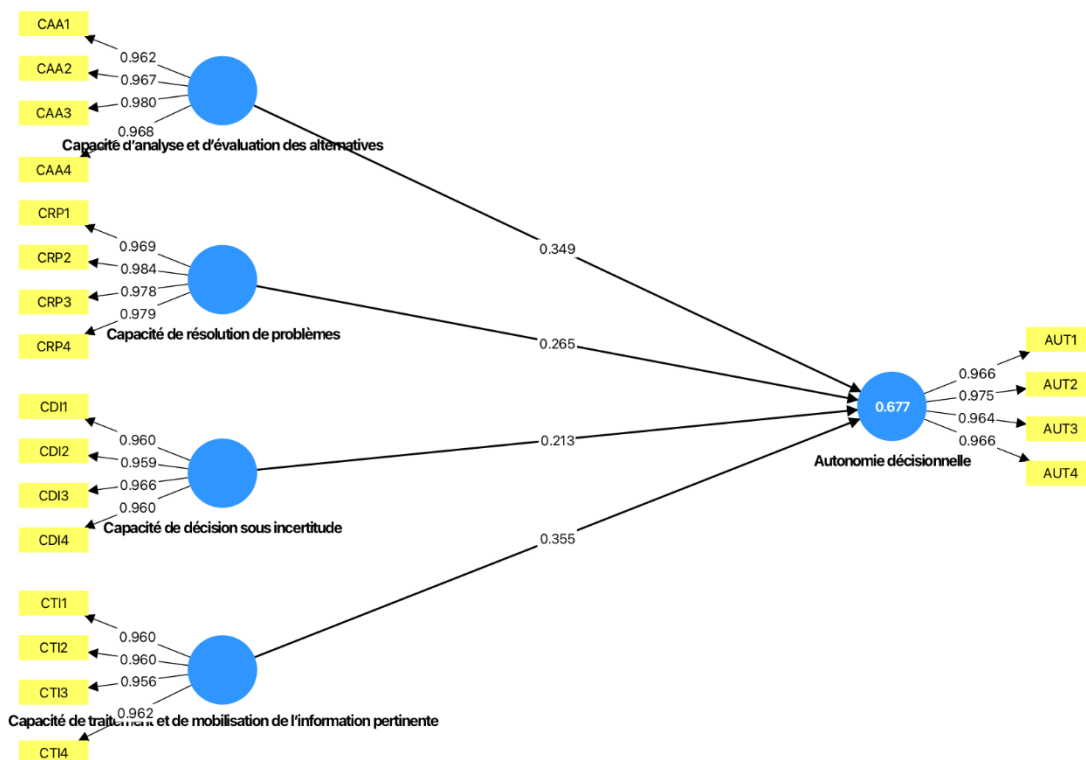 CAA1
0.962
CAA2
0.967
CAA3
0.980
0.968
Capacité d'analyse et d'évaluation des alternatives
CAA4
CRP1
0.969
CRP2
0.984
CRP3
0.978
0.979
CRP4
Capacité de résolution de problèmes
CDI1
0.960
CDI2
0.959
CDI3
0.966
0.960
CDI4
Capacité de décision sous incertitude
CTI1
0.960
CTI2
0.960
CTI3
0.956
0.962
Capacité de traitement et de mobilisation de l'information pertinente
CTI4
0.349
0.265
0.213
0.355
0.677
Autonomie décisionnelle
AUT1
0.966
AUT2
0.975
AUT3
0.964
0.966
AUT4